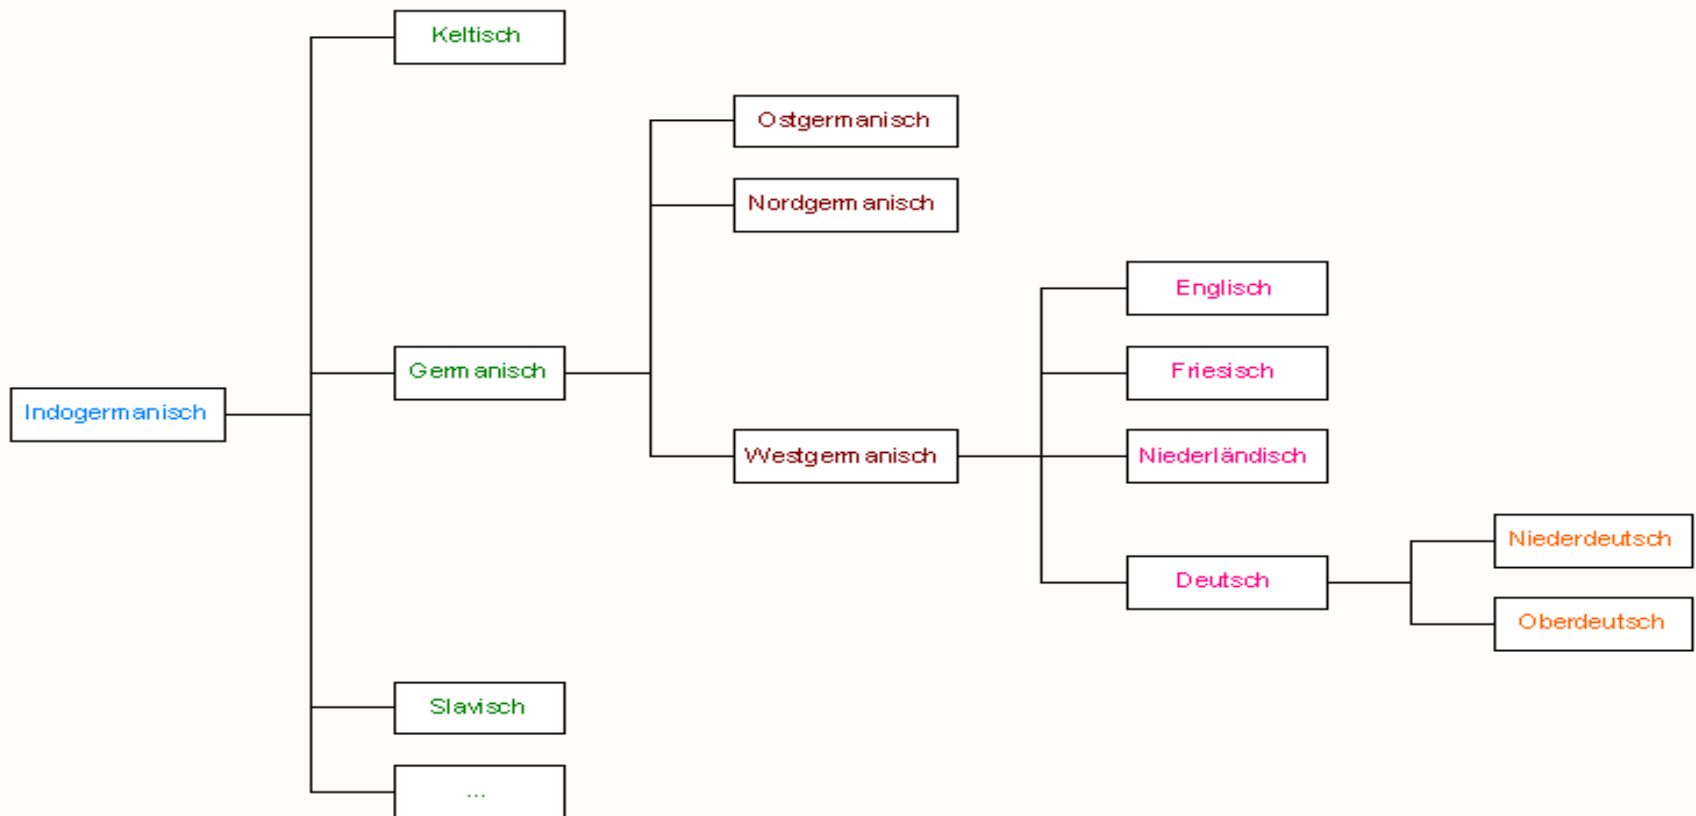 Keltisch
Ostgermanisch
Nordgermanisch
Englisch
Germanisch
Friesisch
Indogermanisch
Westgermanisch
Niederländisch
Niederdeutsch
Deutsch
Oberdeutsch
Slavisch
...